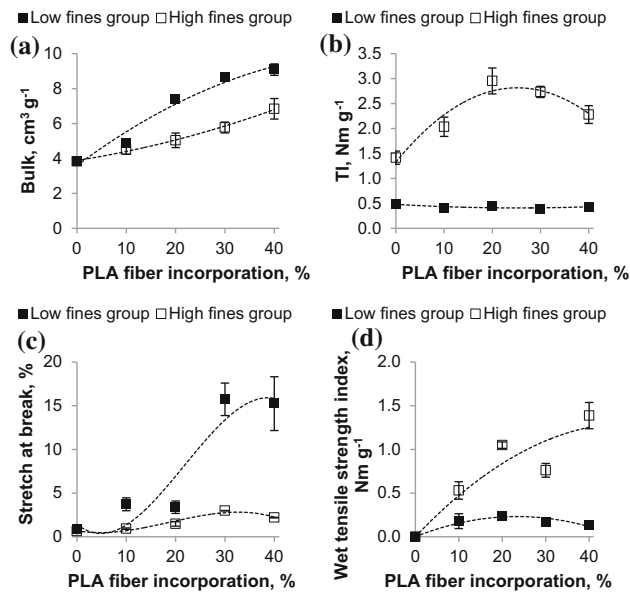 ■ Low fines group □ High fines group
(a)
Bulk, cm³ g⁻¹
10
8
6
4
2
0
0 10 20 30 40
PLA fiber incorporation, %
■ Low fines group □ High fines group
(b)
TI, Nm g⁻¹
3.5
3.0
2.5
2.0
1.5
1.0
0.5
0.0
0 10 20 30 40
PLA fiber incorporation, %
■ Low fines group □ High fines group
(c)
Stretch at break, %
20
15
10
5
0
0 10 20 30 40
PLA fiber incorporation, %
■ Low fines group □ High fines group
(d)
Wet tensile strength index,
Nm g⁻¹
2.0
1.5
1.0
0.5
0.0
0 10 20 30 40
PLA fiber incorporation, %